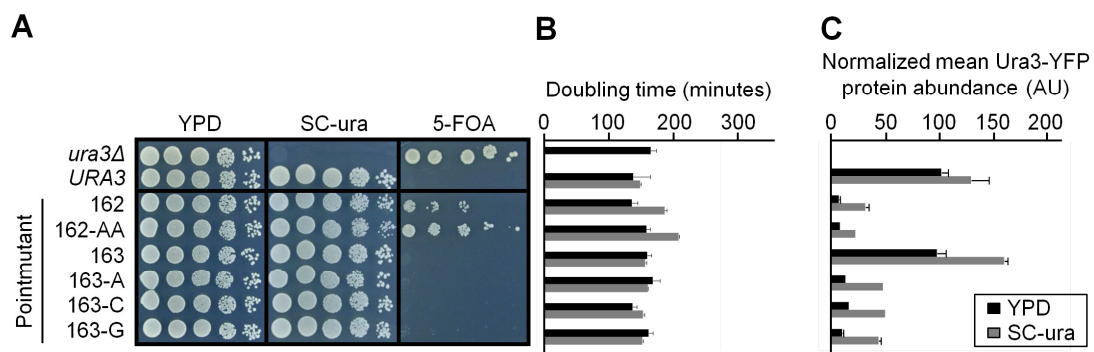 A
B
C
Normalized mean Ura3-YFP
protein abundance (AU)
Doubling time (minutes)
YPD SC-ura 5-FOA
0 100 200 300
0 50 100 150 200
ura3Δ
URA3
162
162-AA
163
163-A
163-C
163-G
Pointmutant
YPD
SC-ura